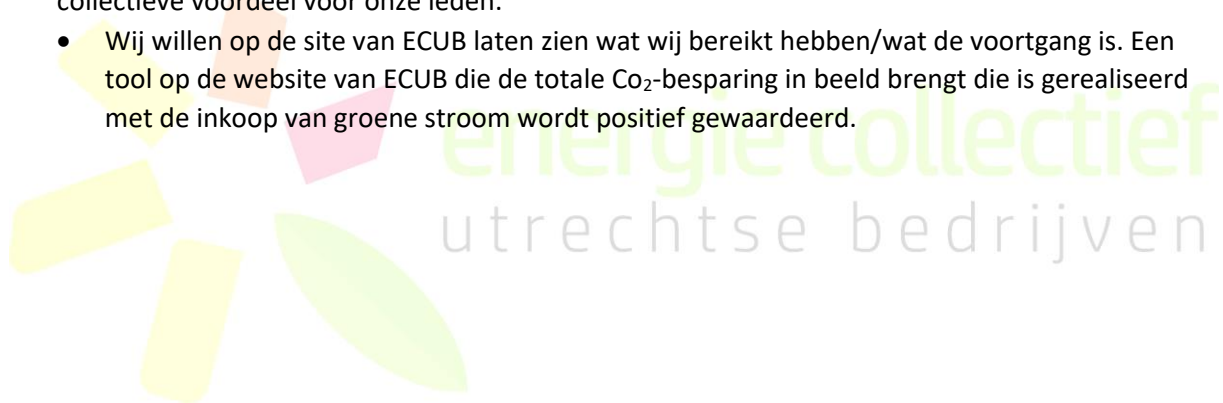 collectieve voordeel voor onze leden.
• Wij willen op de site van ECUB laten zien wat wij bereikt hebben/wat de voortgang is. Een
tool op de website van ECUB die de totale Co₂-besparing in beeld brengt die is gerealiseerd
met de inkoop van groene stroom wordt positief gewaardeerd.
energie collectief
utrechtse bedrijven